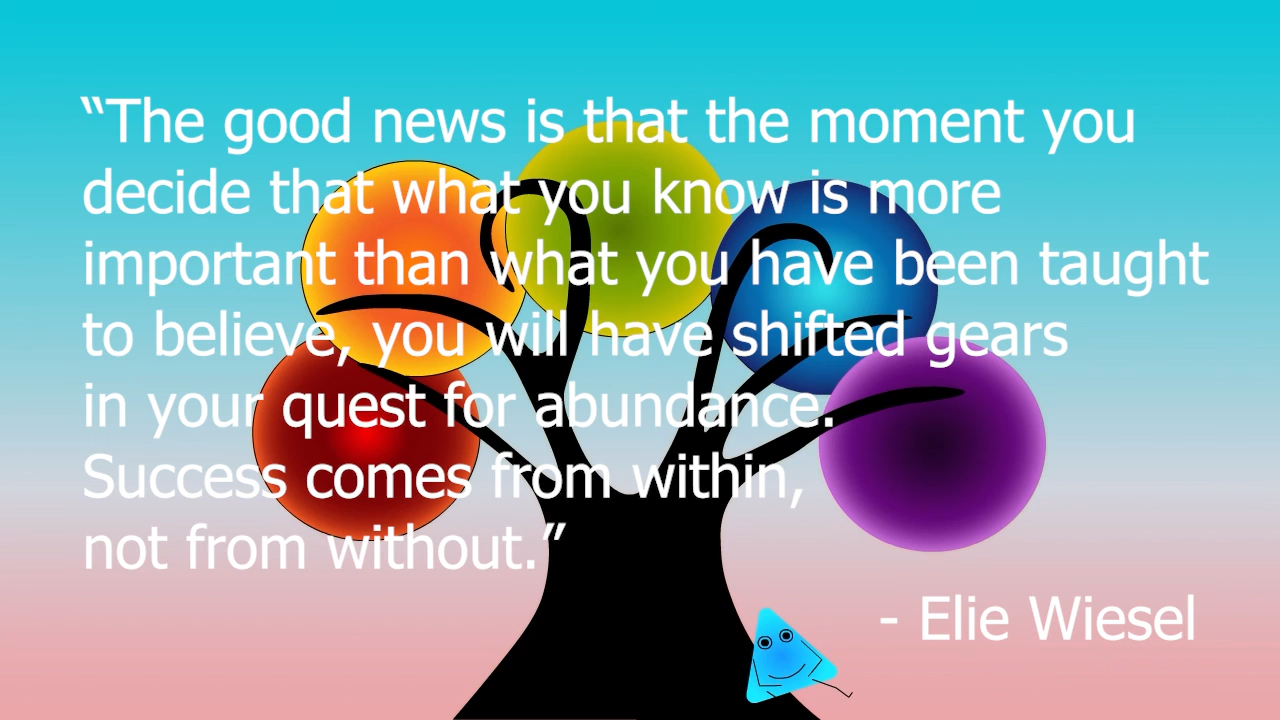 “The good news is that the moment you
decide that what you know is more
important than what you have been taught
to believe, you will have shifted gears
in your quest for abundance.
Success comes from within,
not from without.”
- Elie Wiesel